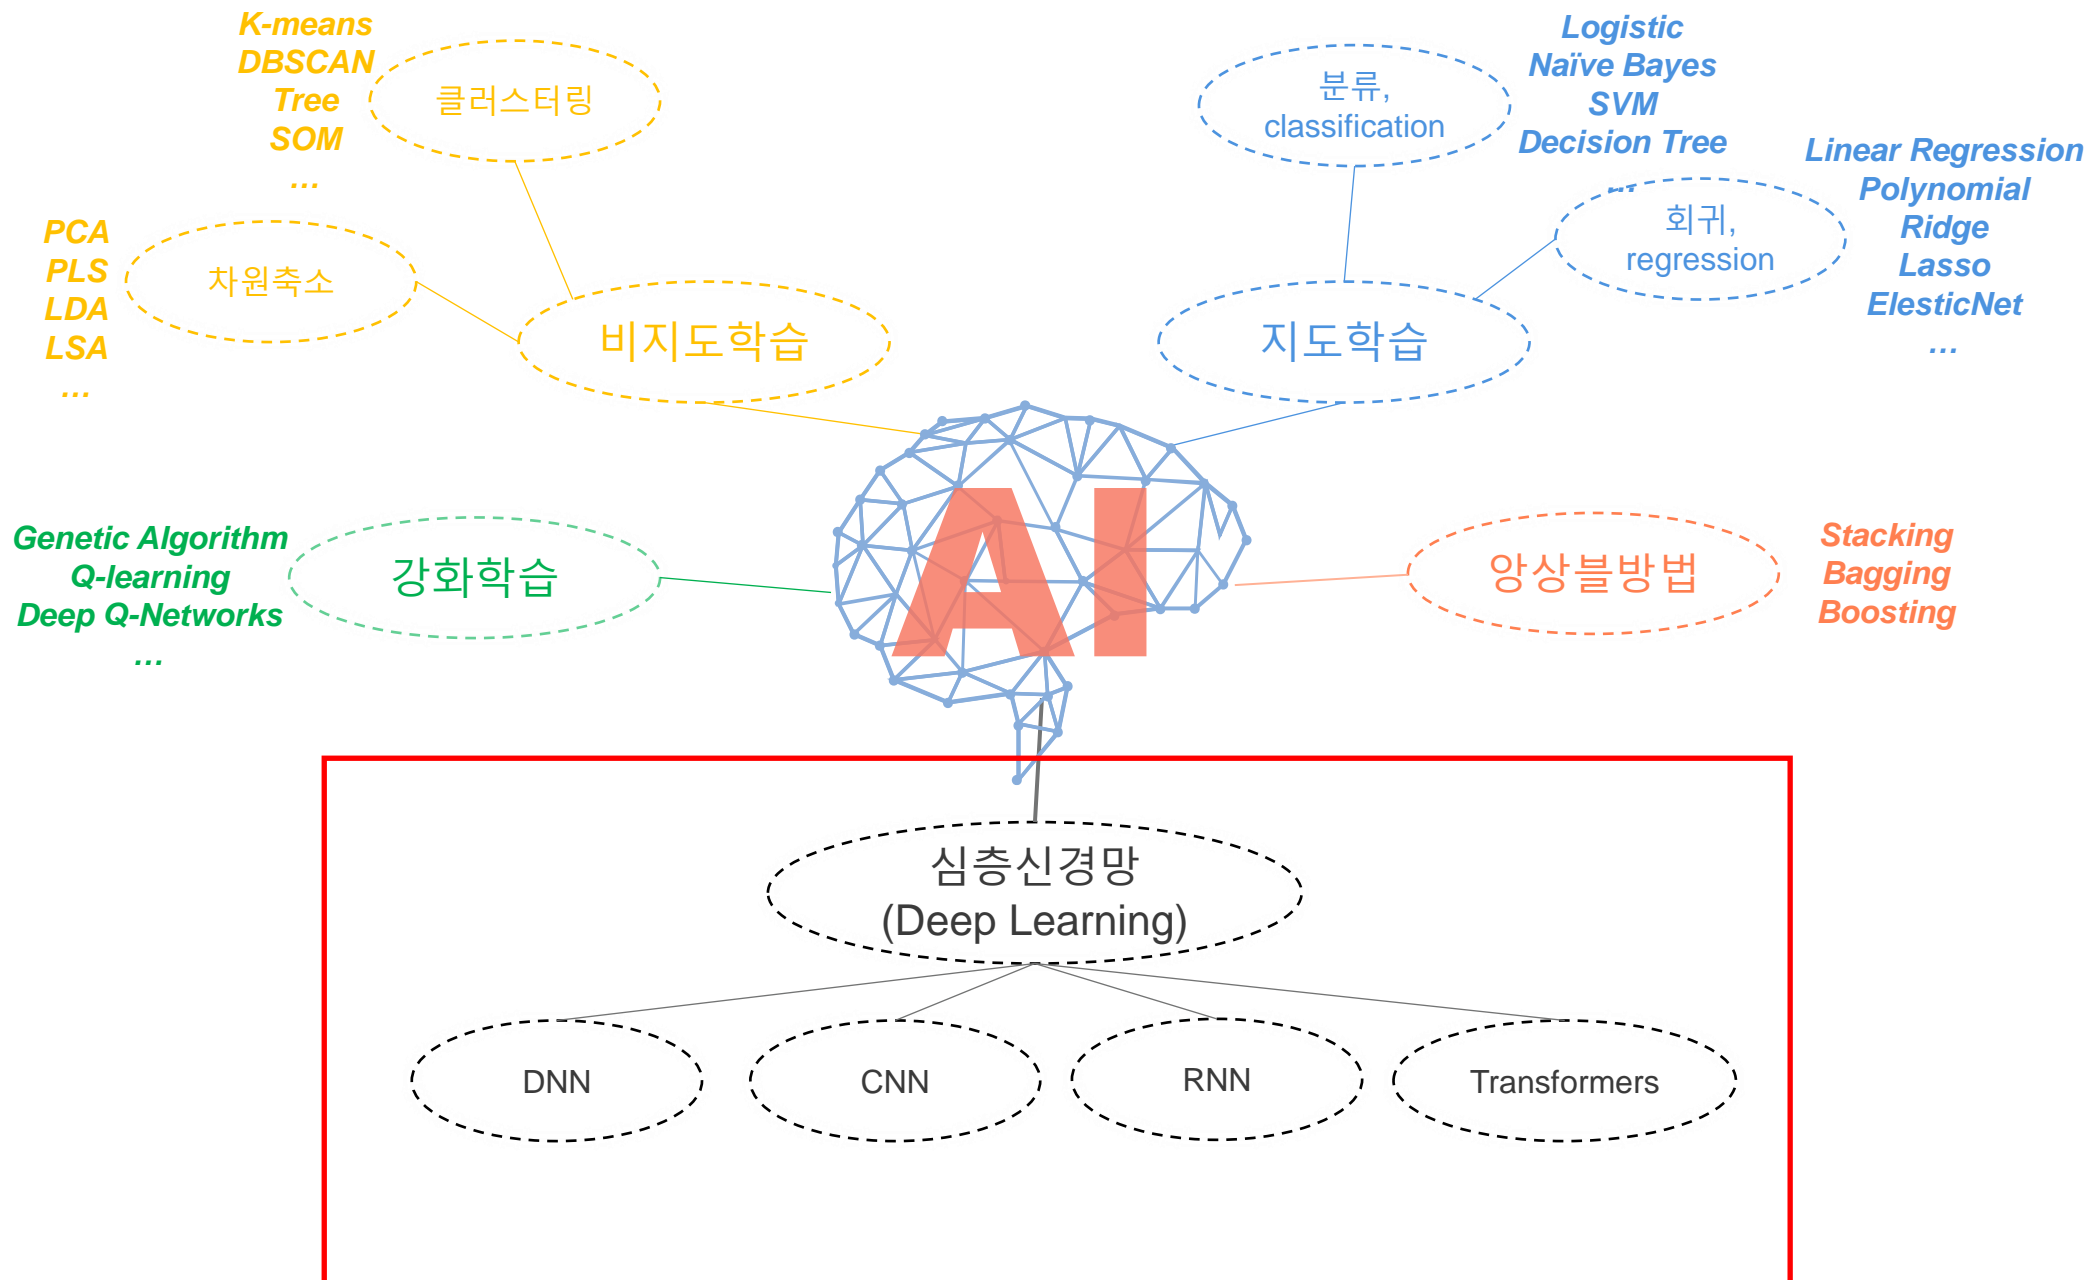 K-means
DBSCAN
Tree
SOM
...
클러스터링
PCA
PLS
LDA
LSA
...
차원축소
비지도학습
분류,
classification
Logistic
Naïve Bayes
SVM
Decision Tree
...
회귀,
regression
Linear Regression
Polynomial
Ridge
Lasso
ElesticNet
...
지도학습
Genetic Algorithm
Q-learning
Deep Q-Networks
...
강화학습
AI
앙상블방법
Stacking
Bagging
Boosting
심층신경망
(Deep Learning)
DNN
CNN
RNN
Transformers